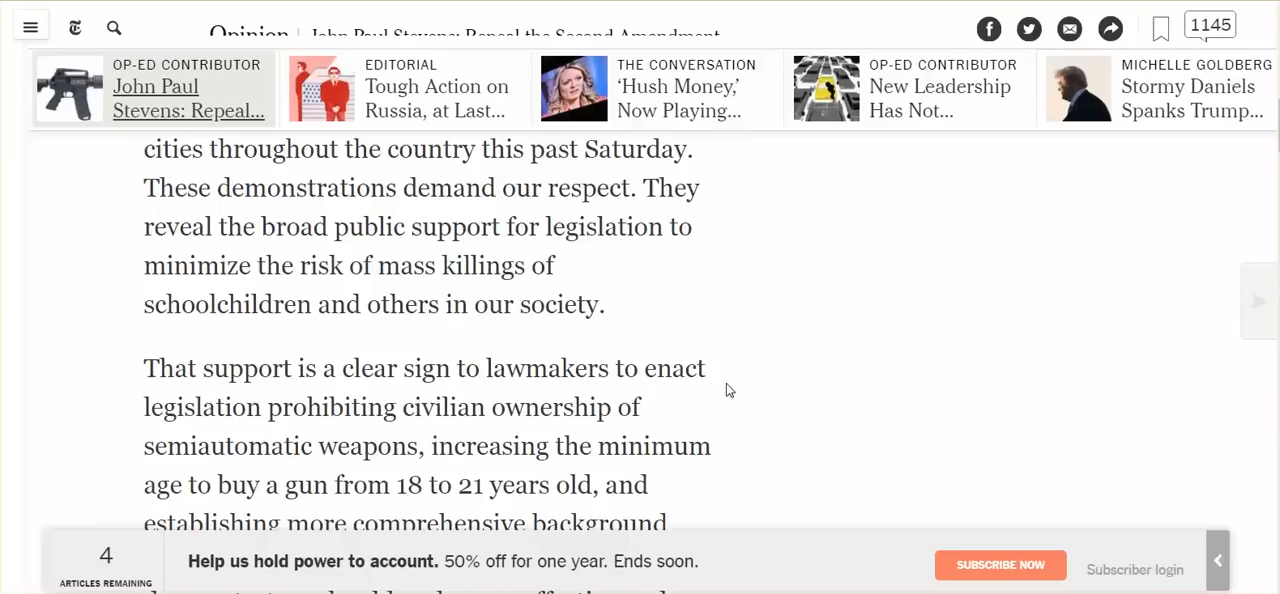 Opinion | John Paul Stevens: Repeal the Second Amendment
1145
OP-ED CONTRIBUTOR
John Paul
Stevens: Repeal...
EDITORIAL
Tough Action on
Russia, at Last...
THE CONVERSATION
‘Hush Money,’
Now Playing...
OP-ED CONTRIBUTOR
New Leadership
Has Not...
MICHELLE GOLDBERG
Stormy Daniels
Spanks Trump...
cities throughout the country this past Saturday.
These demonstrations demand our respect. They
reveal the broad public support for legislation to
minimize the risk of mass killings of
schoolchildren and others in our society.
That support is a clear sign to lawmakers to enact
legislation prohibiting civilian ownership of
semiautomatic weapons, increasing the minimum
age to buy a gun from 18 to 21 years old, and
establishing more comprehensive background
4
ARTICLES REMAINING
Help us hold power to account. 50% off for one year. Ends soon.
SUBSCRIBE NOW
Subscriber login